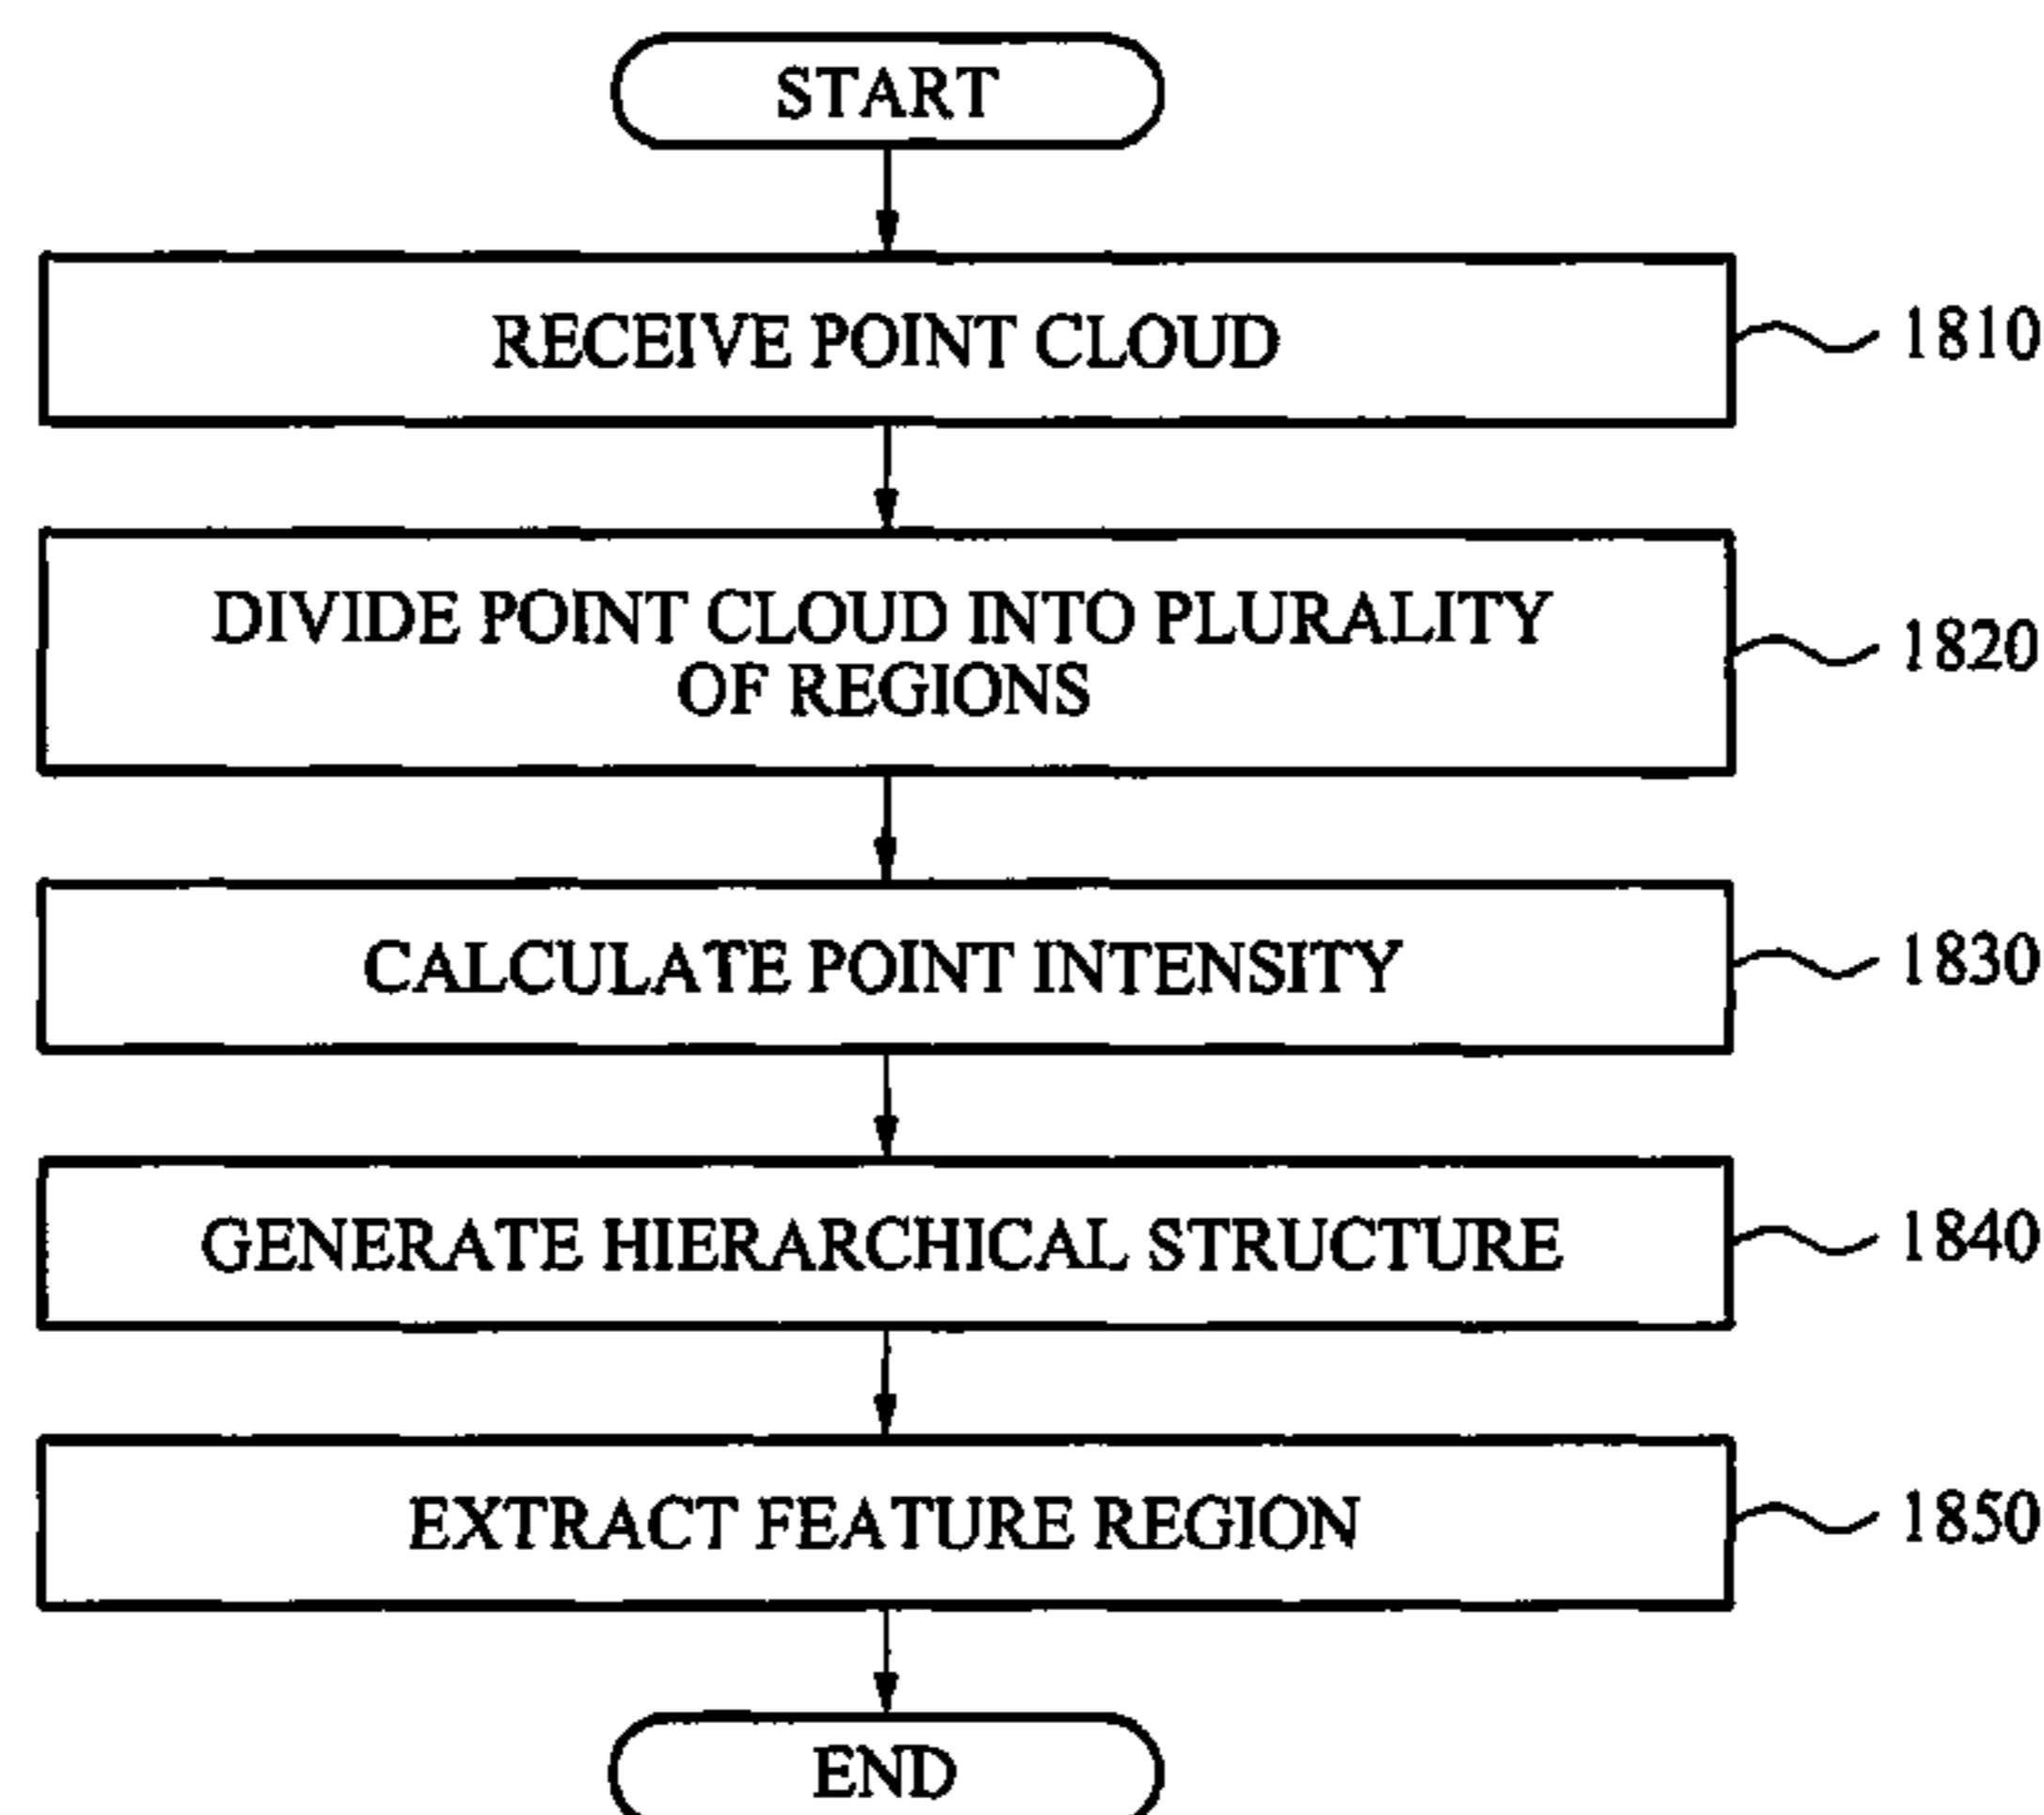 START
RECEIVE POINT CLOUD
1810
DIVIDE POINT CLOUD INTO PLURALITY
OF REGIONS
1820
CALCULATE POINT INTENSITY
1830
GENERATE HIERARCHICAL STRUCTURE
1840
EXTRACT FEATURE REGION
1850
END